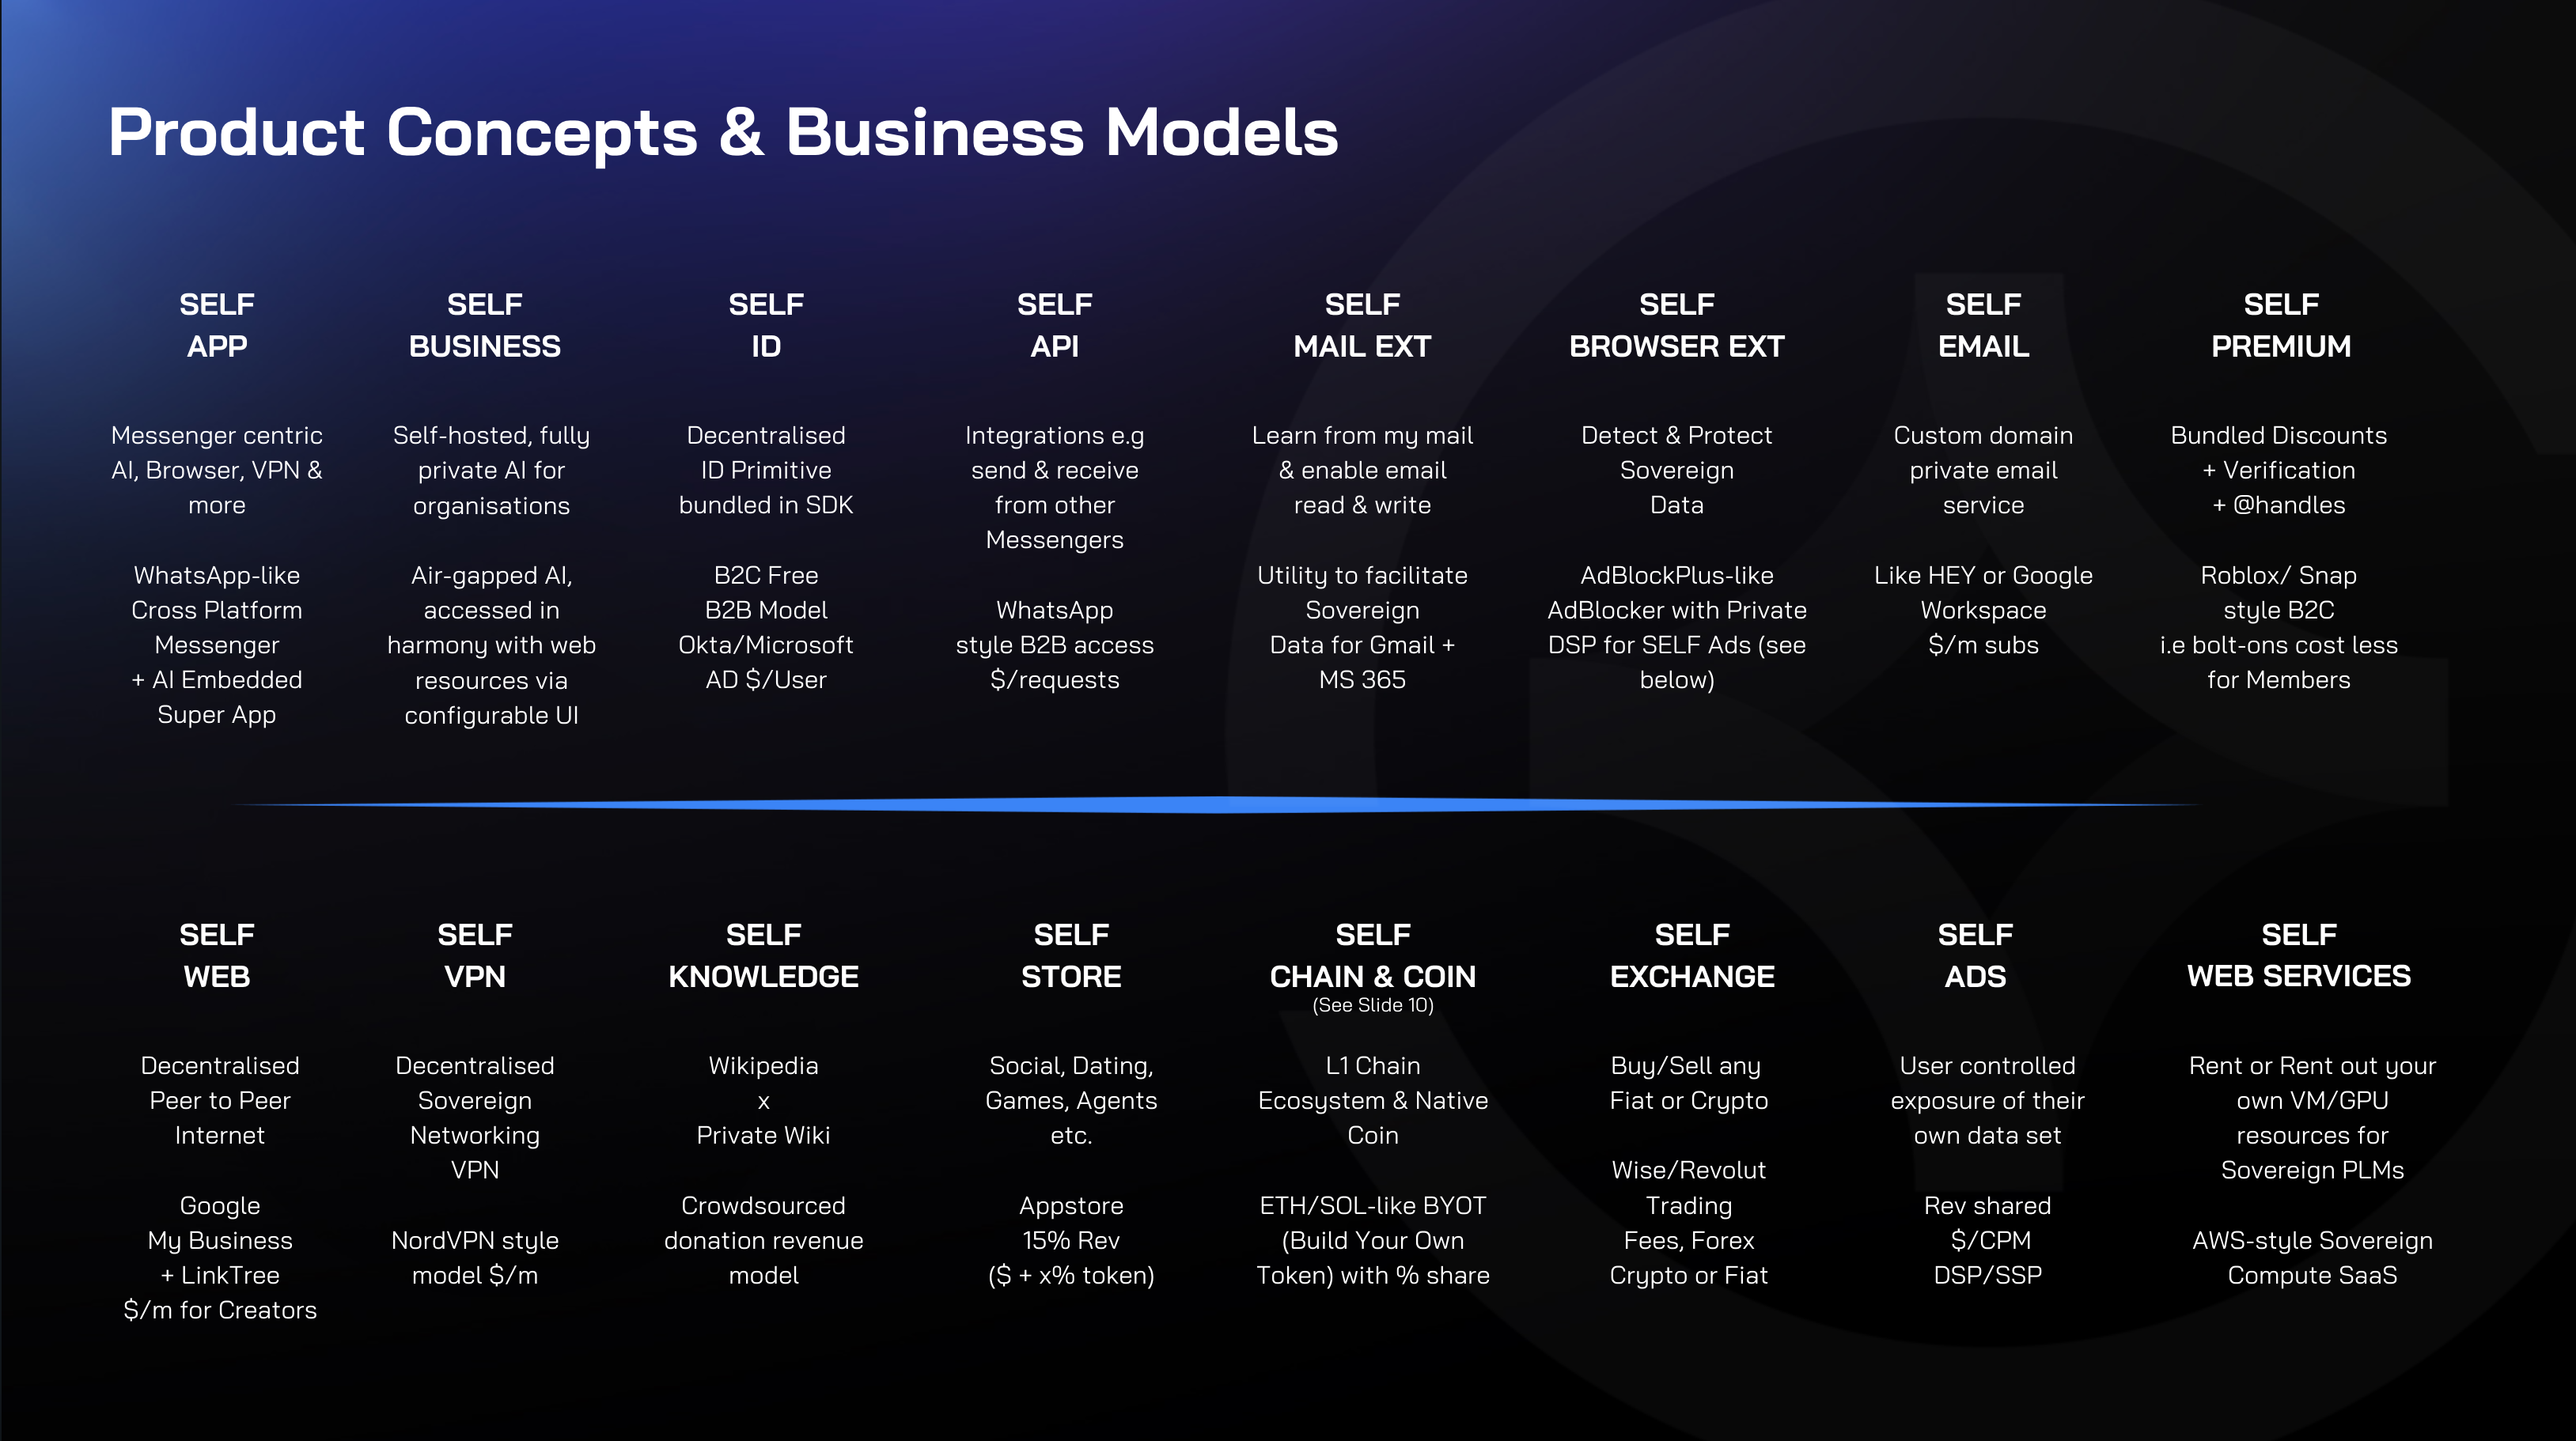 Product Concepts & Business Models
SELF
APP
Messenger centric
AI, Browser, VPN &
more
WhatsApp-like
Cross Platform
Messenger
+ AI Embedded
Super App
SELF
BUSINESS
Self-hosted, fully
private AI for
organisations
Air-gapped AI,
accessed in
harmony with web
resources via
configurable UI
SELF
ID
Decentralised
ID Primitive
bundled in SDK
B2C Free
B2B Model
Okta/Microsoft
AD $/User
SELF
API
Integrations e.g
send & receive
from other
Messengers
WhatsApp
style B2B access
$/requests
SELF
MAIL EXT
Learn from my mail
& enable email
read & write
Utility to facilitate
Sovereign
Data for Gmail +
MS 365
SELF
BROWSER EXT
Detect & Protect
Sovereign
Data
AdBlockPlus-like
AdBlocker with Private
DSP for SELF Ads (see
below)
SELF
EMAIL
Custom domain
private email
service
Like HEY or Google
Workspace
$/m subs
SELF
PREMIUM
Bundled Discounts
+ Verification
+ @handles
Roblox/ Snap
style B2C
i.e bolt-ons cost less
for Members
SELF
WEB
Decentralised
Peer to Peer
Internet
Google
My Business
+ LinkTree
$/m for Creators
SELF
VPN
Decentralised
Sovereign
Networking
VPN
NordVPN style
model $/m
SELF
KNOWLEDGE
Wikipedia
x
Private Wiki
Crowdsourced
donation revenue
model
SELF
STORE
Social, Dating,
Games, Agents
etc.
Appstore
15% Rev
($ + x% token)
SELF
CHAIN & COIN
(See Slide 10)
L1 Chain
Ecosystem & Native
Coin
ETH/SOL-like BYOT
(Build Your Own
Token) with % share
SELF
EXCHANGE
Buy/Sell any
Fiat or Crypto
Wise/Revolut
Trading
Fees, Forex
Crypto or Fiat
SELF
ADS
User controlled
exposure of their
own data set
Rev shared
$/CPM
DSP/SSP
SELF
WEB SERVICES
Rent or Rent out your
own VM/GPU
resources for
Sovereign PLMs
AWS-style Sovereign
Compute SaaS